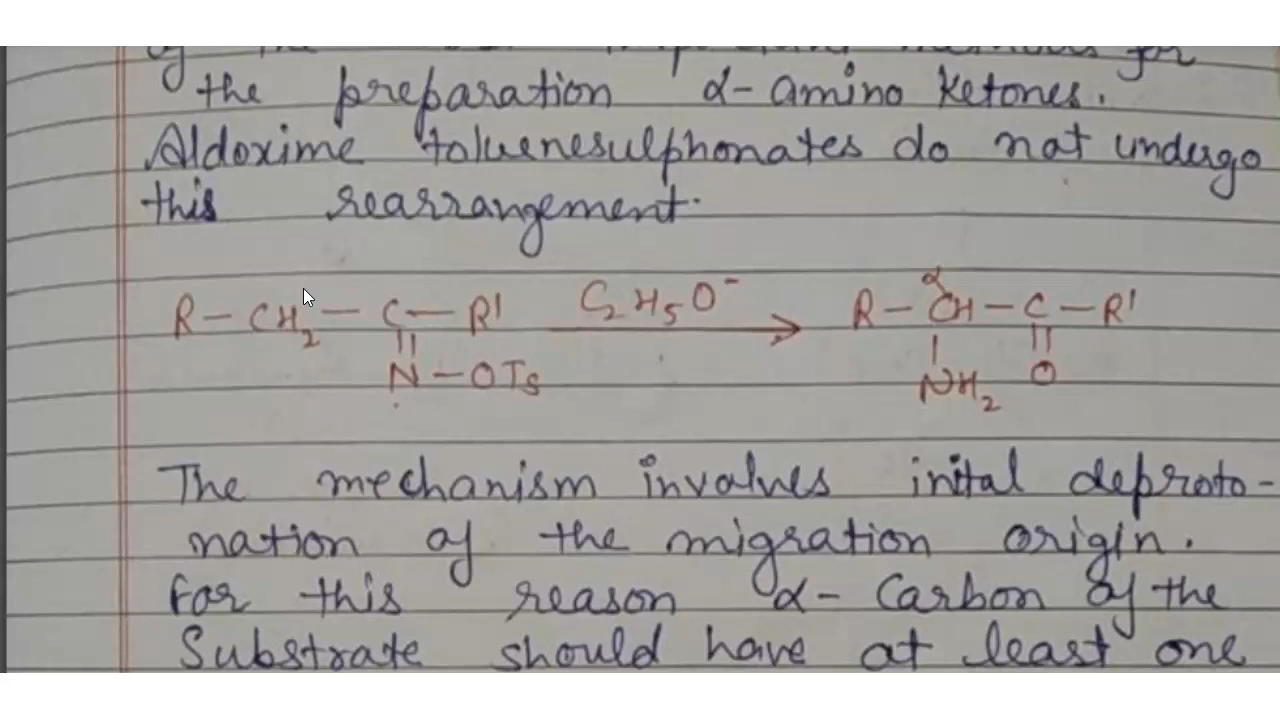 the preparation α- amino Ketones.
Aldoxime toluenesulphonates do not undergo
this rearrangement.
α
R - CH2 - C - R' C2H5O⁻ → R - CH - C - R'
|| | ||
N - OTs NH2 O
The mechanism involves inital deproto-
nation of the migration origin.
For this reason α- Carbon of the
Substrate should have at least one